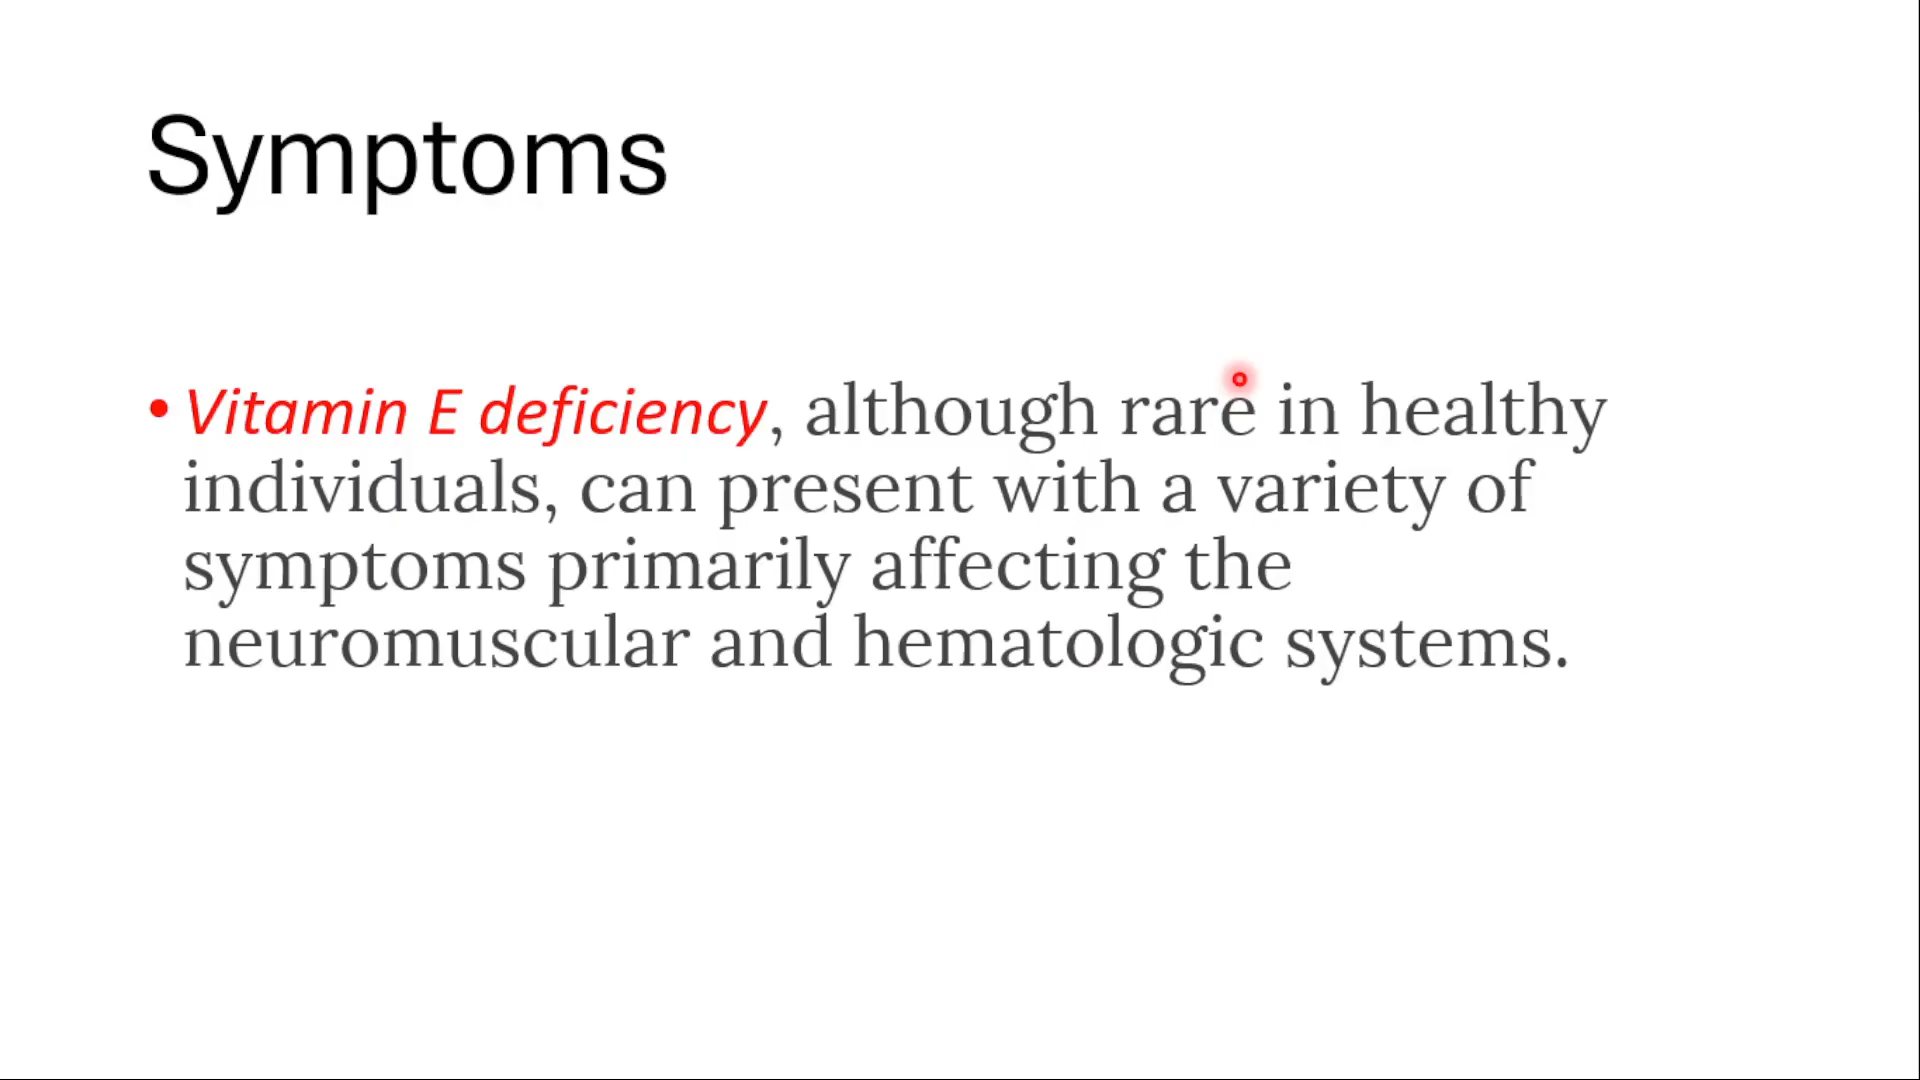 Symptoms
• Vitamin E deficiency, although rare in healthy
individuals, can present with a variety of
symptoms primarily affecting the
neuromuscular and hematologic systems.